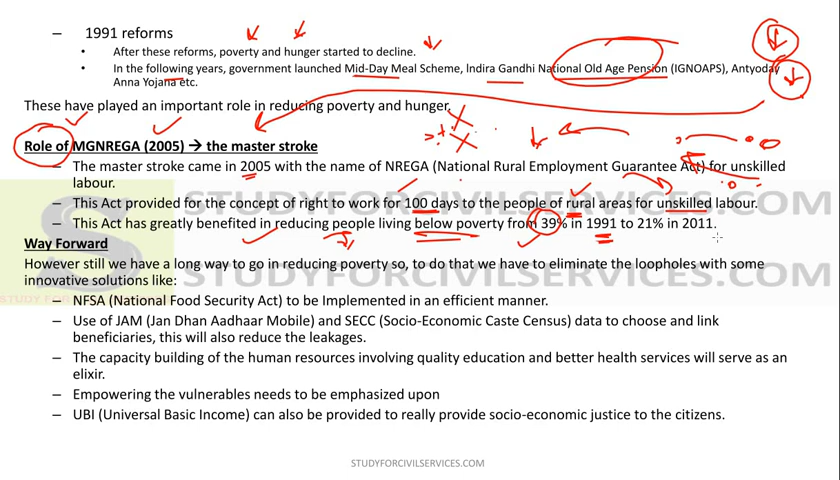 – 1991 reforms
• After these reforms, poverty and hunger started to decline.
• In the following years, government launched Mid-Day Meal Scheme, Indira Gandhi National Old Age Pension (IGNOAPS), Antyoday
Anna Yojana etc.
These have played an important role in reducing poverty and hunger.
Role of MGNREGA (2005) → the master stroke
– The master stroke came in 2005 with the name of NREGA (National Rural Employment Guarantee Act) for unskilled
labour.
– This Act provided for the concept of right to work for 100 days to the people of rural areas for unskilled labour.
– This Act has greatly benefited in reducing people living below poverty from 39% in 1991 to 21% in 2011.
STUDYFORCIVILSERVICES.COM
Way Forward
However still we have a long way to go in reducing poverty so, to do that we have to eliminate the loopholes with some
innovative solutions like:
STUDYFORCIVILSERVICES.COM
– NFSA (National Food Security Act) to be Implemented in an efficient manner.
– Use of JAM (Jan Dhan Aadhaar Mobile) and SECC (Socio-Economic Caste Census) data to choose and link
beneficiaries, this will also reduce the leakages.
– The capacity building of the human resources involving quality education and better health services will serve as an
elixir.
– Empowering the vulnerables needs to be emphasized upon
– UBI (Universal Basic Income) can also be provided to really provide socio-economic justice to the citizens.
STUDYFORCIVILSERVICES.COM